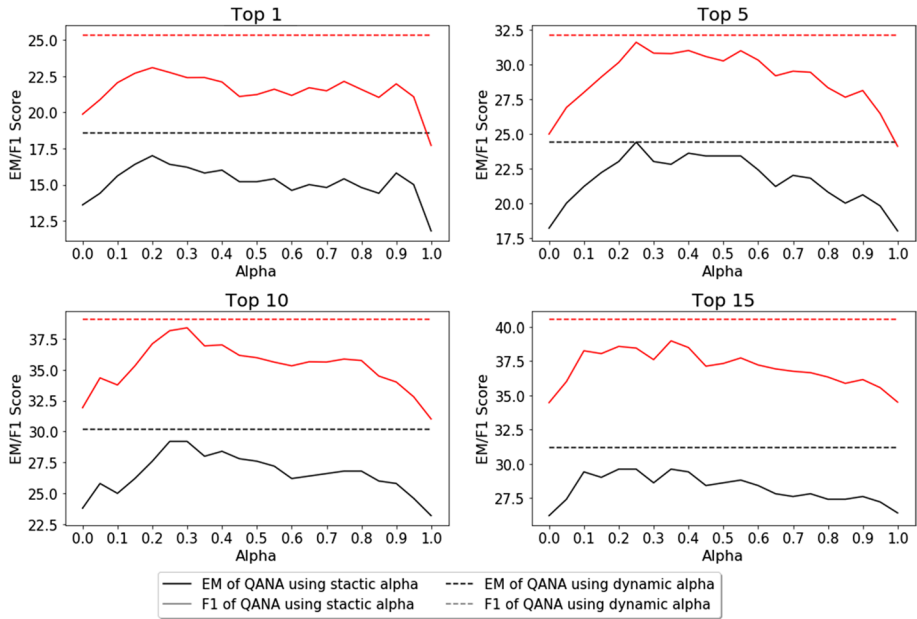 Top 1
25.0
22.5
20.0
17.5
15.0
12.5
EM/F1 Score
0.0 0.1 0.2 0.3 0.4 0.5 0.6 0.7 0.8 0.9 1.0
Alpha
Top 5
32.5
30.0
27.5
25.0
22.5
20.0
17.5
EM/F1 Score
0.0 0.1 0.2 0.3 0.4 0.5 0.6 0.7 0.8 0.9 1.0
Alpha
Top 10
37.5
35.0
32.5
30.0
27.5
25.0
22.5
EM/F1 Score
0.0 0.1 0.2 0.3 0.4 0.5 0.6 0.7 0.8 0.9 1.0
Alpha
Top 15
40.0
37.5
35.0
32.5
30.0
27.5
EM/F1 Score
0.0 0.1 0.2 0.3 0.4 0.5 0.6 0.7 0.8 0.9 1.0
Alpha
EM of QANA using stactic alpha
F1 of QANA using stactic alpha
EM of QANA using dynamic alpha
F1 of QANA using dynamic alpha